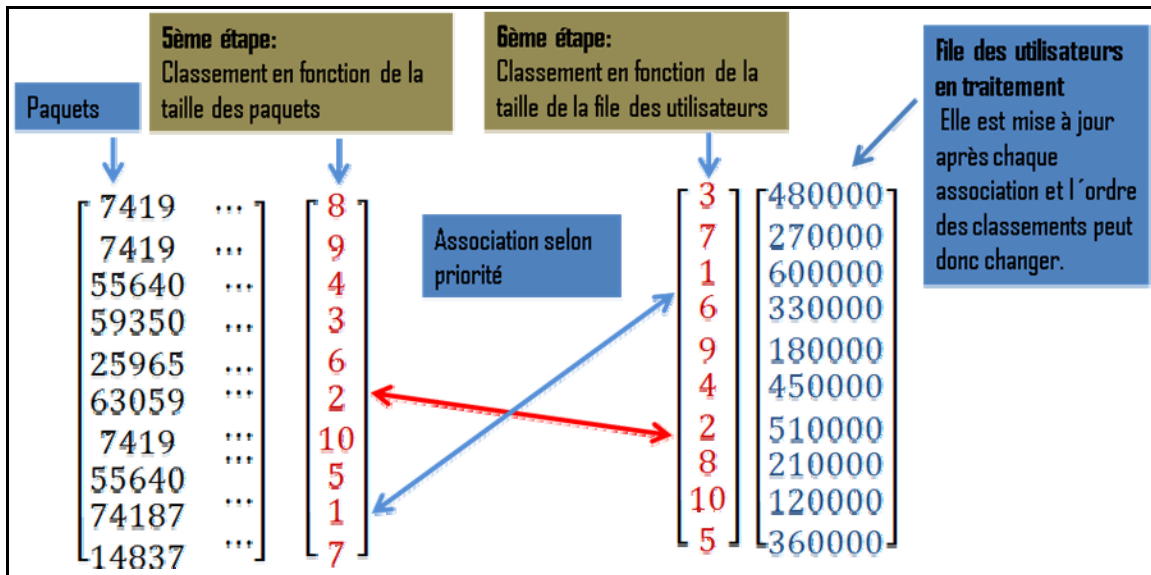 Paquets
5ème étape:
Classement en fonction de la
taille des paquets
6ème étape:
Classement en fonction de la
taille de la file des utilisateurs
File des utilisateurs
en traitement
Elle est mise à jour
après chaque
association et l´ordre
des classements peut
donc changer.
Association selon
priorité
7419 ...
7419 ...
55640 ...
59350 ...
25965 ...
63059 ...
7419 ...
55640 ...
74187 ...
14837 ...
8
9
4
3
6
2
10
5
1
7
3
7
1
6
9
4
2
8
10
5
480000
270000
600000
330000
180000
450000
510000
210000
120000
360000